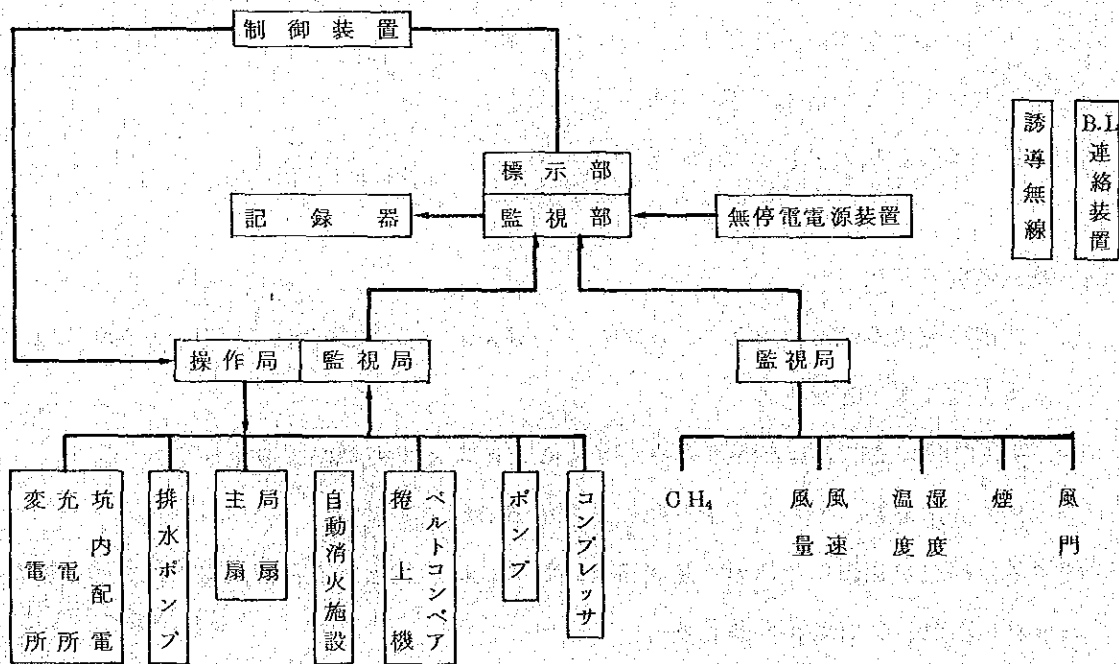 制御装置
誘導無線
B.L.連絡装置
標示部
記録器
監視部
無停電電源装置
操作局
監視局
監視局
変電所
充電所
坑内配電
排水ポンプ
主扇
局扇
自動消火施設
捲上機
ベルトコンベア
ポンプ
コンプレッサ
CH₄
風量
風速
温度
湿度
煙
風門